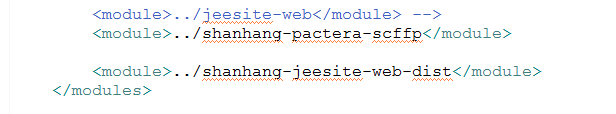 <module>../jeesite-web</module> -->
<module>../shanhang-pactera-scffp</module>
<module>../shanhang-jeesite-web-dist</module>
</modules>